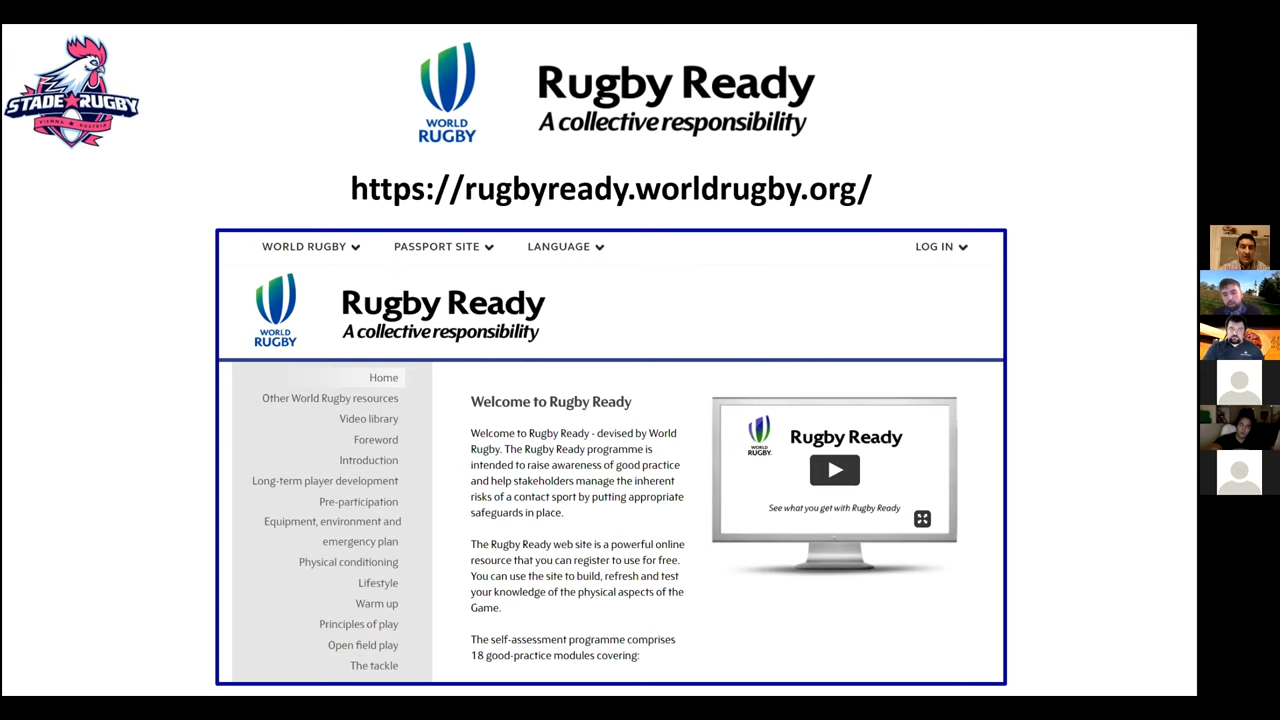 STADE★RUGBY
VIENNA ★ AUSTRIA
WORLD
RUGBY
Rugby Ready
A collective responsibility
https://rugbyready.worldrugby.org/
WORLD RUGBY
PASSPORT SITE
LANGUAGE
LOG IN
WORLD
RUGBY
Rugby Ready
A collective responsibility
Home
Other World Rugby resources
Video library
Foreword
Introduction
Long-term player development
Pre-participation
Equipment, environment and
emergency plan
Physical conditioning
Lifestyle
Warm up
Principles of play
Open field play
The tackle
Welcome to Rugby Ready
Welcome to Rugby Ready - devised by World
Rugby. The Rugby Ready programme is
intended to raise awareness of good practice
and help stakeholders manage the inherent
risks of a contact sport by putting appropriate
safeguards in place.
The Rugby Ready web site is a powerful online
resource that you can register to use for free.
You can use the site to build, refresh and test
your knowledge of the physical aspects of the
Game.
The self-assessment programme comprises
18 good-practice modules covering:
WORLD
RUGBY.
Rugby Ready
See what you get with Rugby Ready